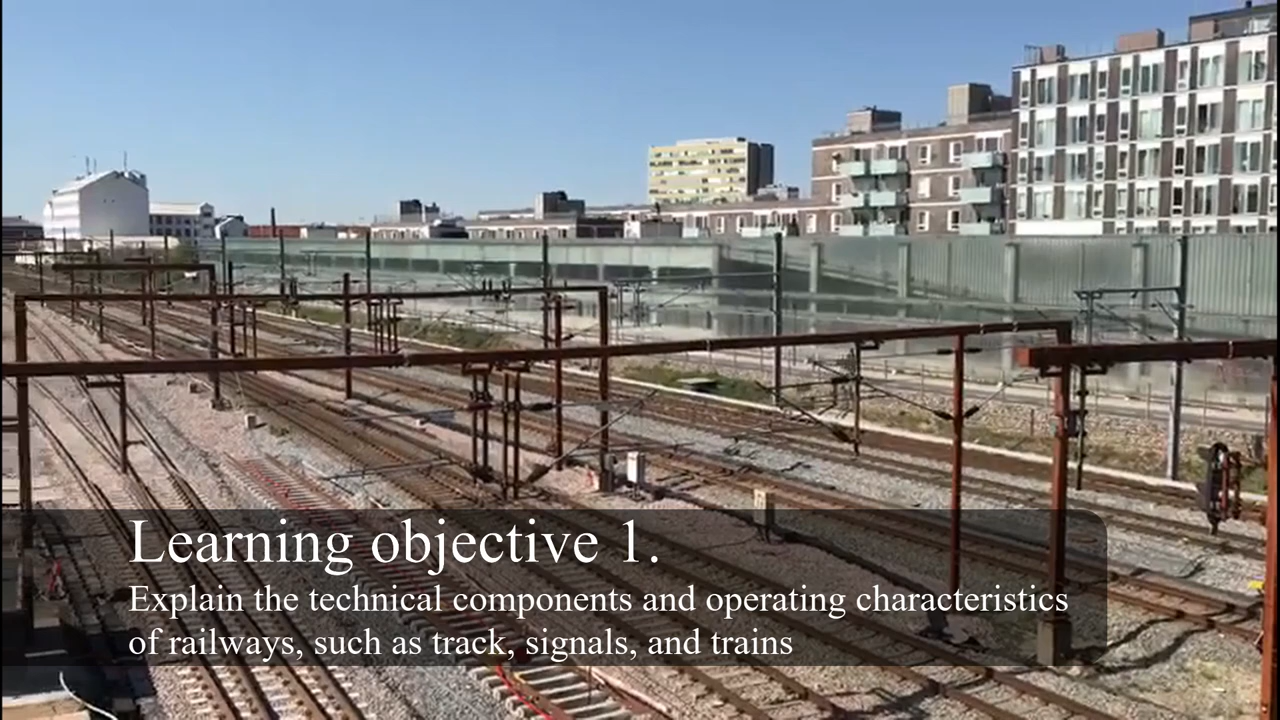 Learning objective 1.
Explain the technical components and operating characteristics
of railways, such as track, signals, and trains